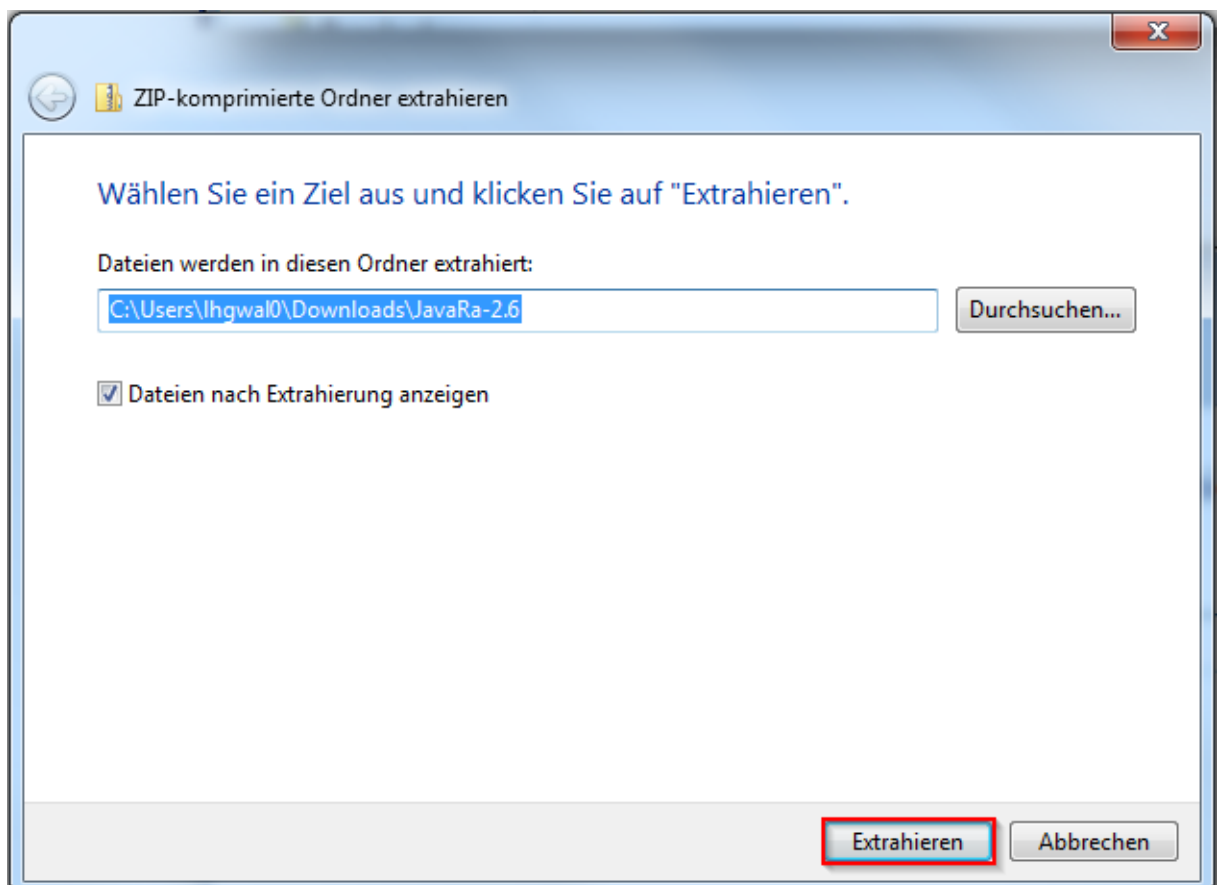 ZIP-komprimierte Ordner extrahieren
Wählen Sie ein Ziel aus und klicken Sie auf "Extrahieren".
Dateien werden in diesen Ordner extrahiert:
C:\Users\lhgwal0\Downloads\JavaRa-2.6
Durchsuchen...
Dateien nach Extrahierung anzeigen
Extrahieren
Abbrechen